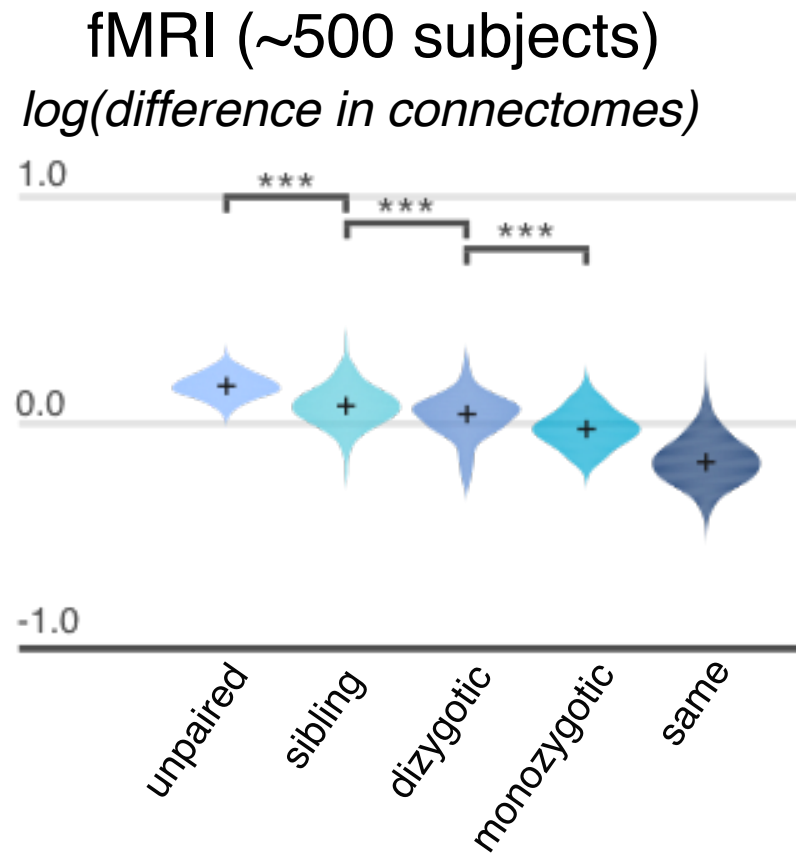 fMRI (~500 subjects)
log(difference in connectomes)
1.0
***
***
***
0.0
-1.0
unpaired
sibling
dizygotic
monozygotic
same